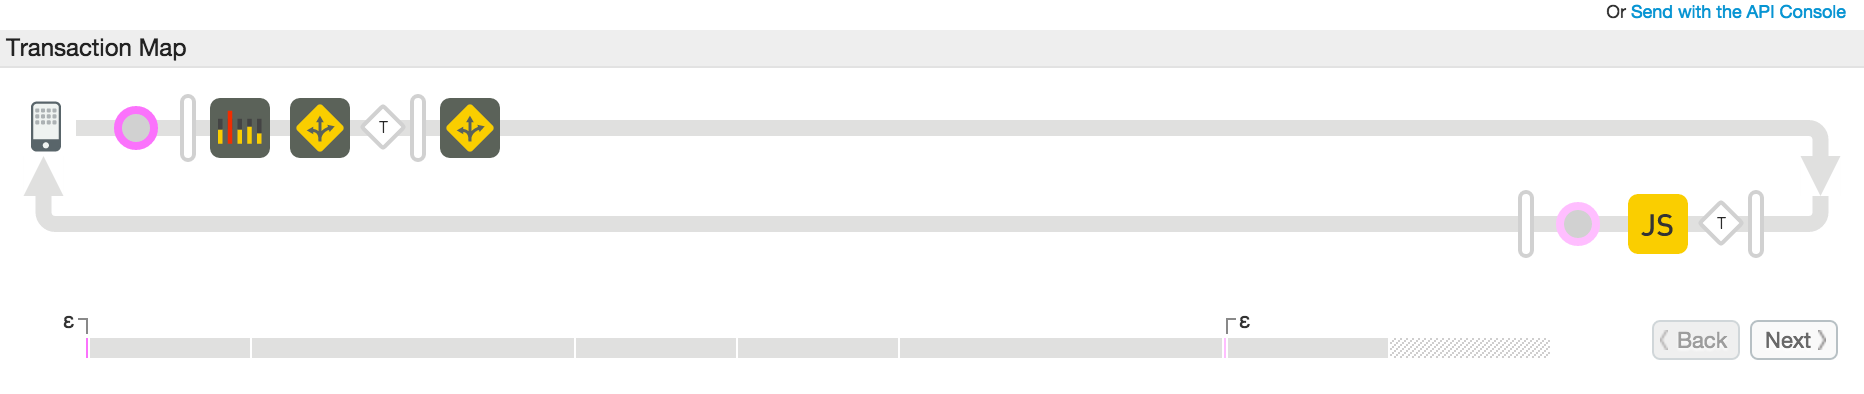 Or Send with the API Console
Transaction Map
T
JS
T
ε
ε
Back
Next